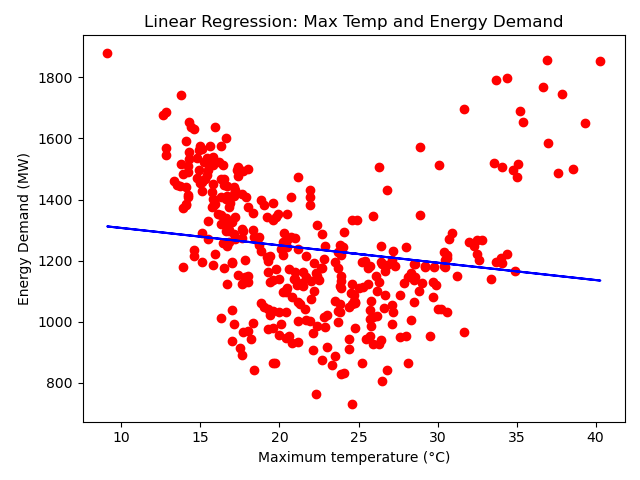 Linear Regression: Max Temp and Energy Demand
Energy Demand (MW)
1800
1600
1400
1200
1000
800
10 15 20 25 30 35 40
Maximum temperature (°C)